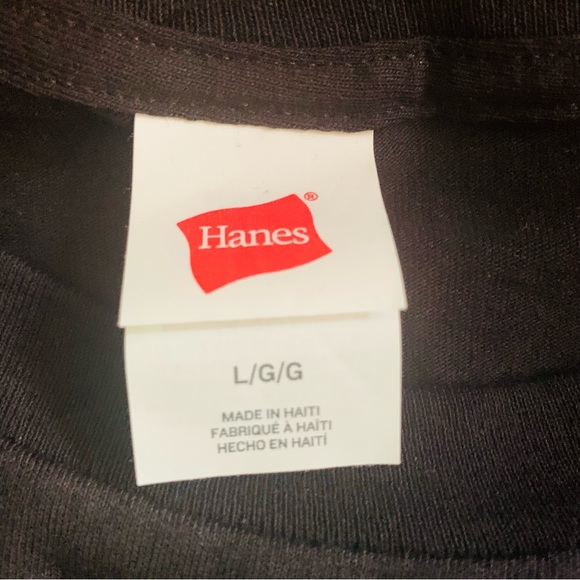 Hanes®
L/G/G
MADE IN HAITI
FABRIQUÉ À HAÏTI
HECHO EN HAITÍ